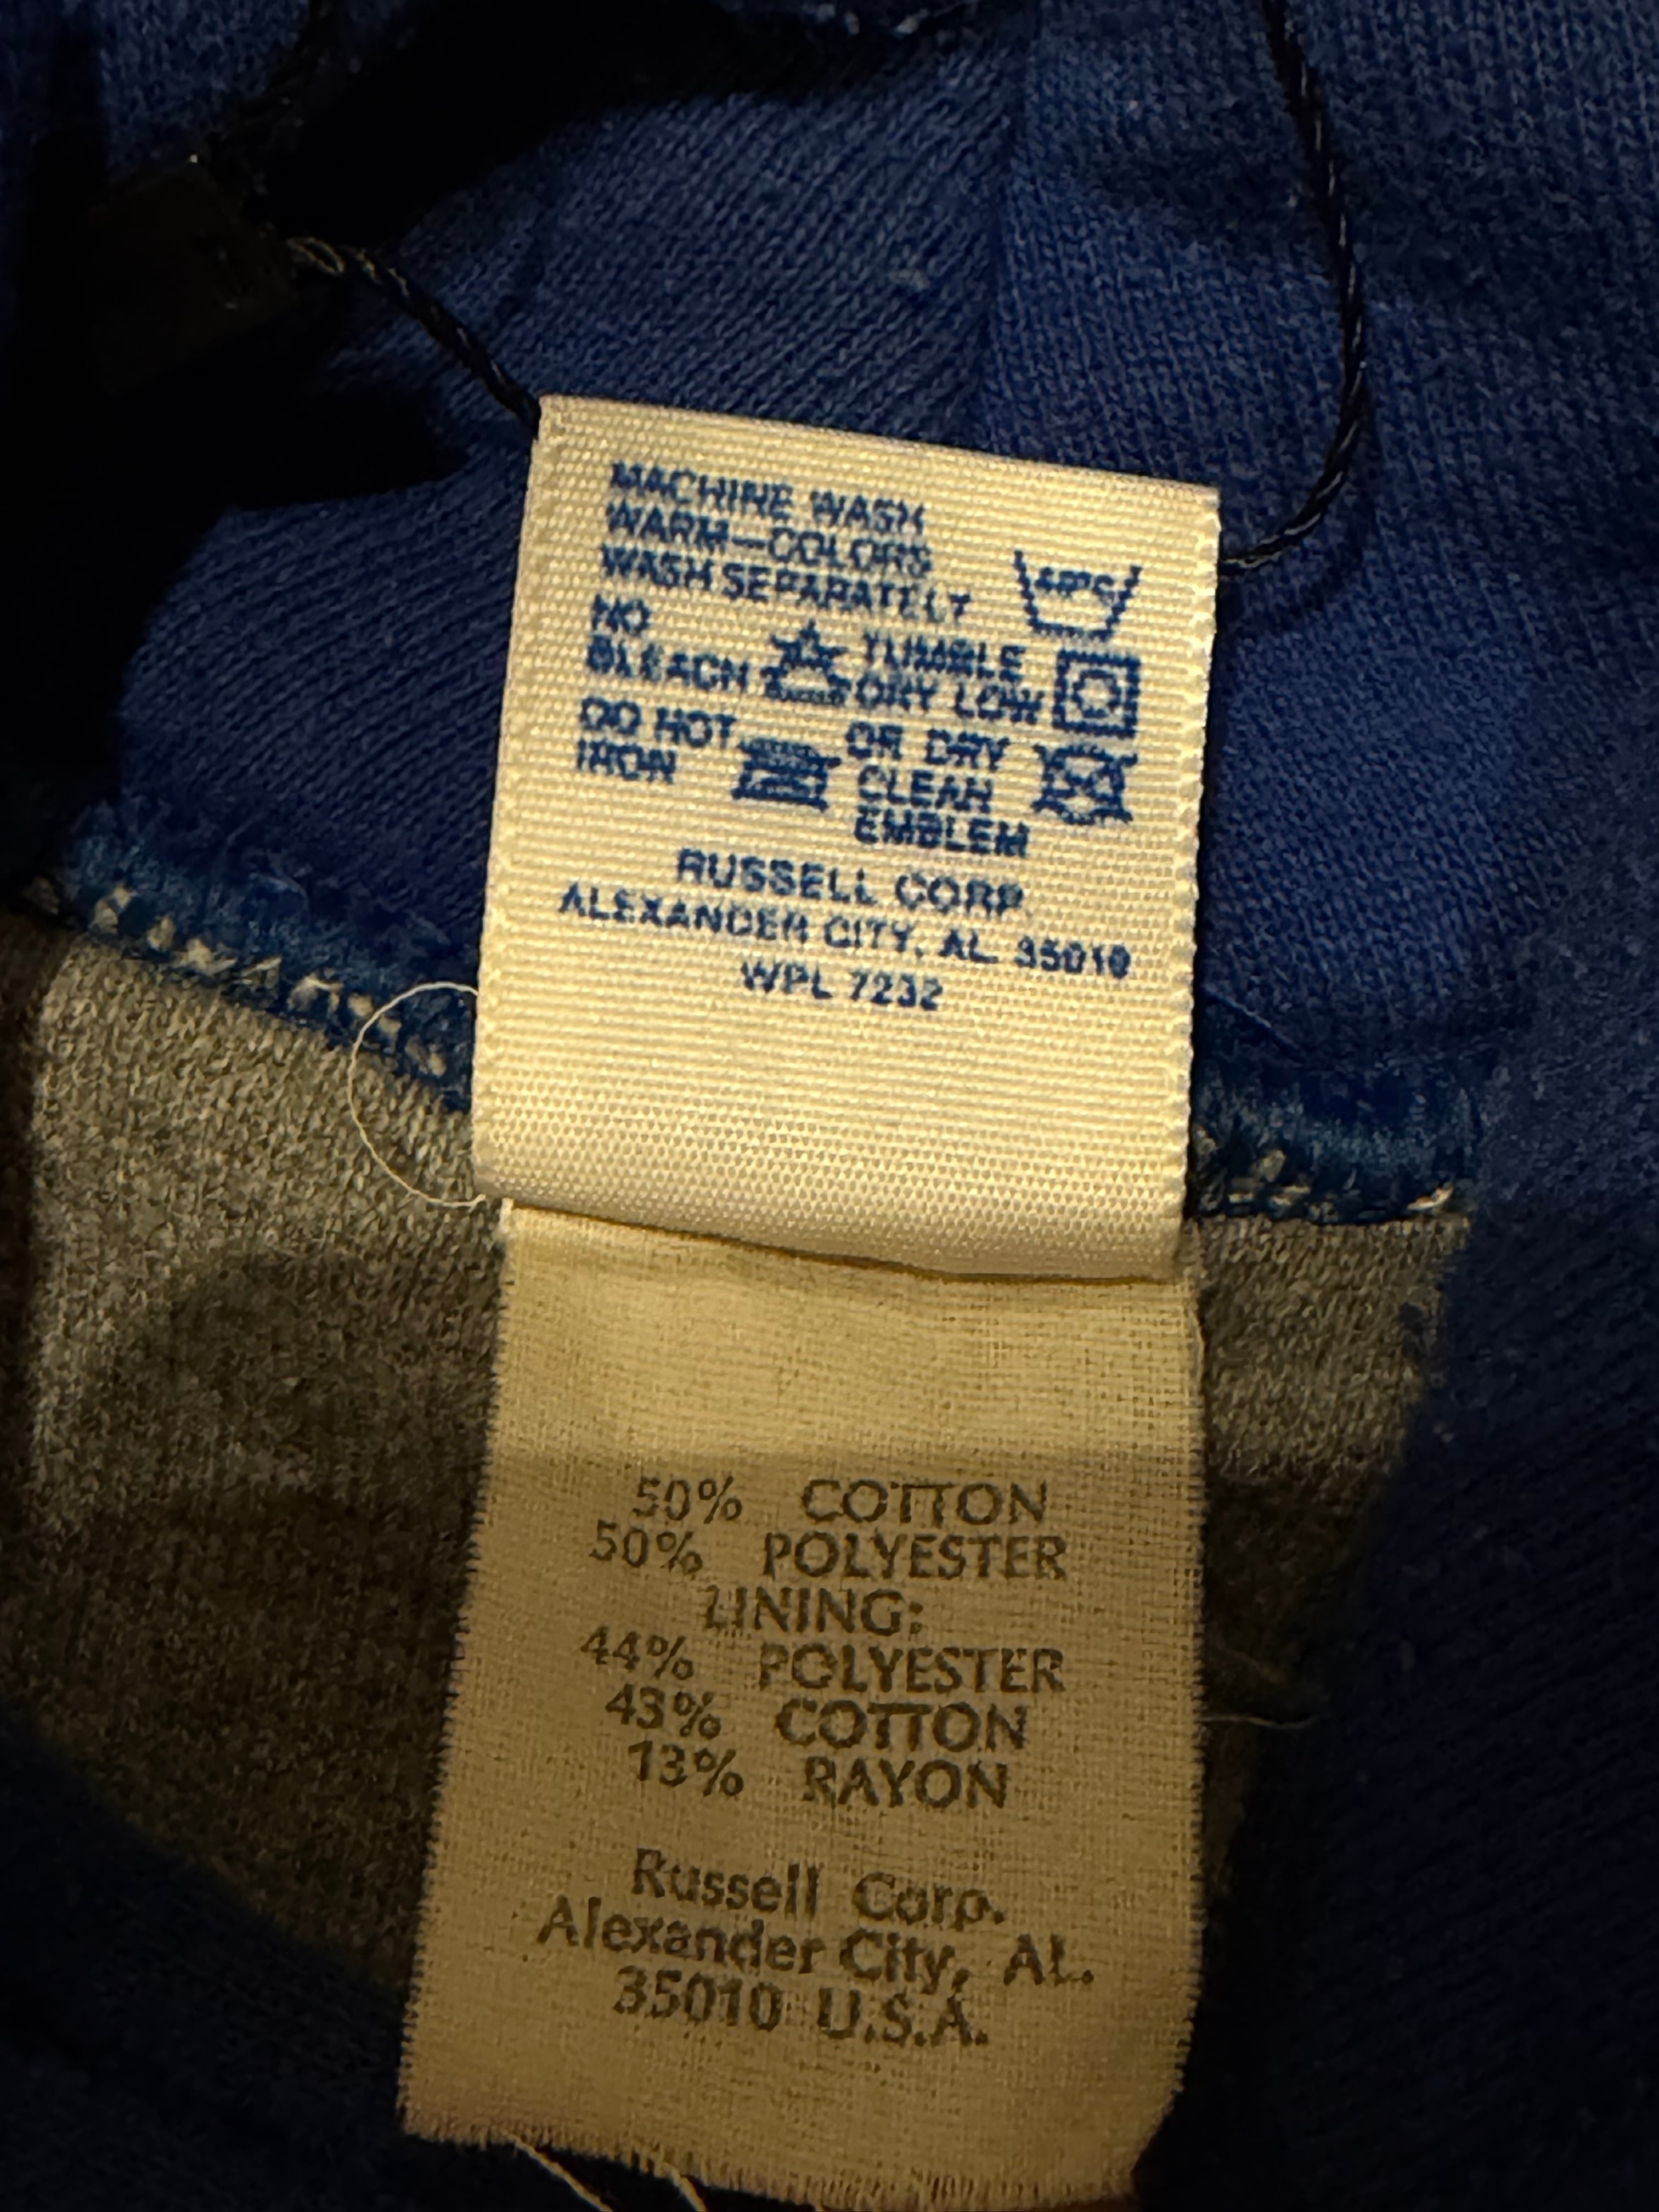 MACHINE WASH
WARM—COLORS
WASH SEPARATELY
40°C
NO
BLEACH
TUMBLE
DRY LOW
DO NOT
IRON
OR DRY
CLEAN
EMBLEM
RUSSELL CORP.
ALEXANDER CITY, AL 35010
WPL 7232
50% COTTON
50% POLYESTER
LINING:
44% POLYESTER
43% COTTON
13% RAYON
Russell Corp.
Alexander City, AL.
35010 U.S.A.